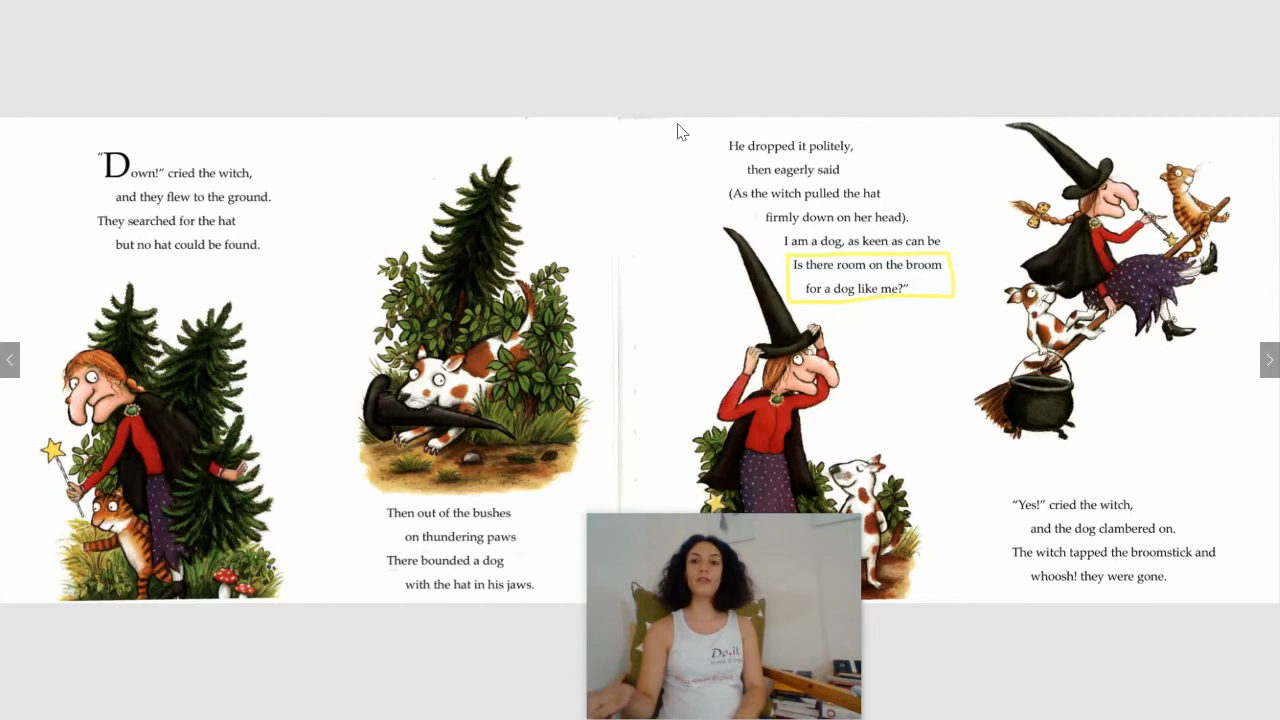 “Down!” cried the witch,
and they flew to the ground.
They searched for the hat
but no hat could be found.
Then out of the bushes
on thundering paws
There bounded a dog
with the hat in his jaws.
He dropped it politely,
then eagerly said
(As the witch pulled the hat
firmly down on her head).
I am a dog, as keen as can be
Is there room on the broom
for a dog like me?”
“Yes!” cried the witch,
and the dog clambered on.
The witch tapped the broomstick and
whoosh! they were gone.
Do it